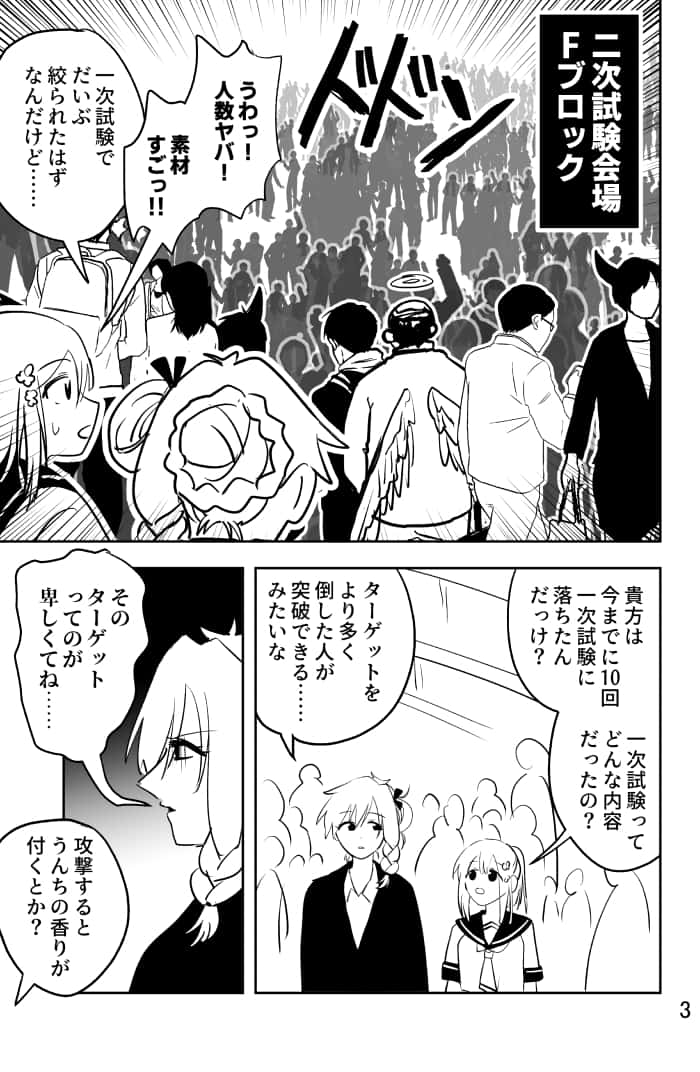 二次試験会場
Fブロック
ドドン
うわっ!
人数ヤバ!
素材
すごっ!!
一次試験で
だいぶ
絞られたはず
なんだけど……
貴方は
今までに10回
一次試験に
落ちたん
だっけ?
一次試験って
どんな内容
だったの?
ターゲットを
より多く
倒した人が
突破できる……
みたいな
その
ターゲット
ってのが
卑しくてね……
攻撃すると
うんちの香りが
付くとか?
3